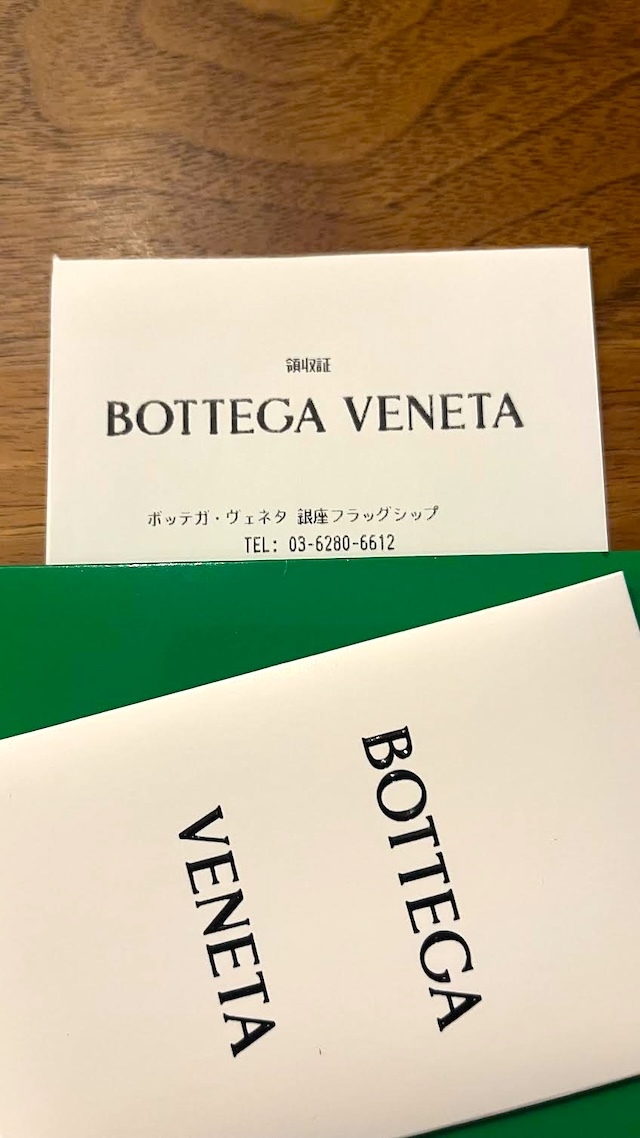 領収証
BOTTEGA VENETA
ボッテガ・ヴェネタ 銀座フラッグシップ
TEL: 03-6280-6612
BOTTEGA
VENETA